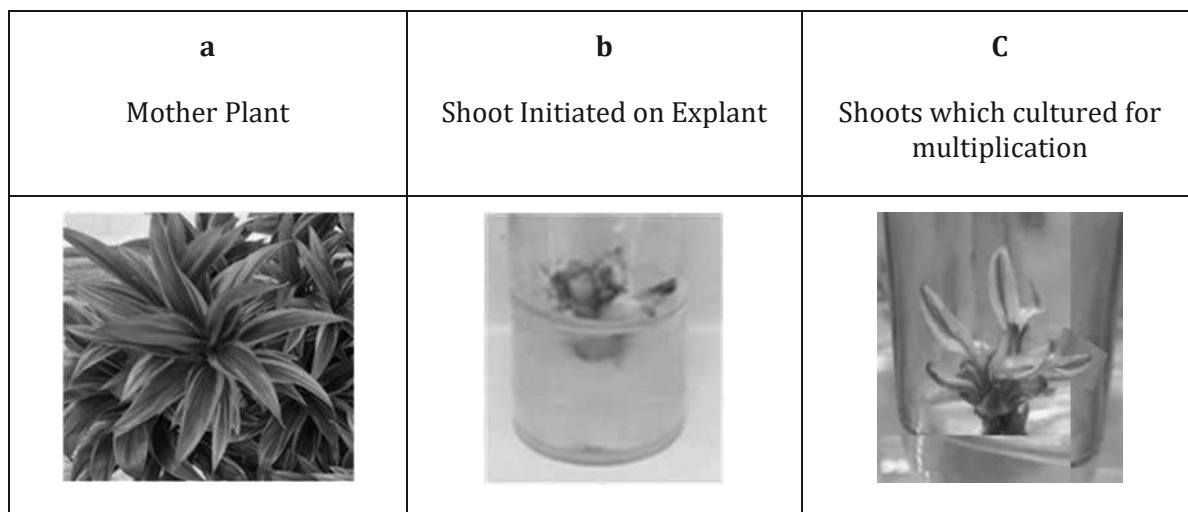 a
b
C
Mother Plant
Shoot Initiated on Explant
Shoots which cultured for
multiplication